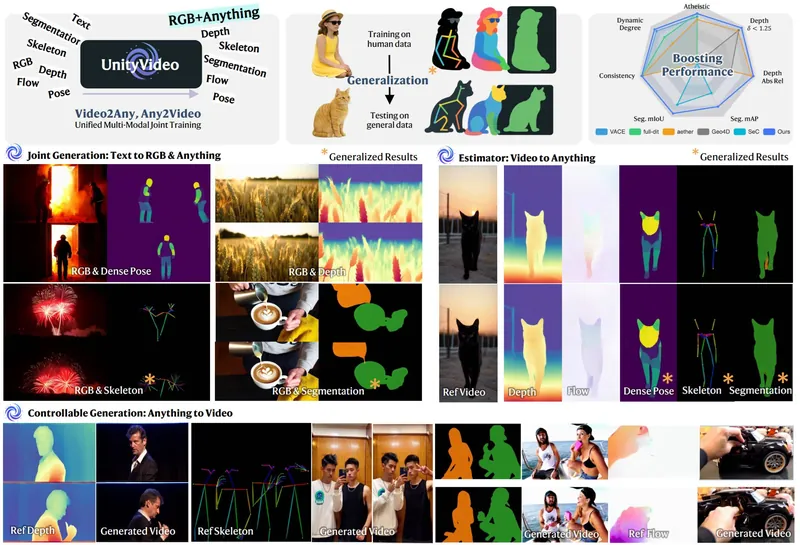 Text
Segmentation
Skeleton
RGB
Depth
Flow
Pose
UnityVideo
RGB+Anything
Depth
Skeleton
Segmentation
Flow
Pose
Video2Any, Any2Video
Unified Multi-Modal Joint Training
Training on
human data
Generalization *
Testing on
general data
Atheistic
Dynamic
Degree
Depth
δ < 1.25
Consistency
Boosting
Performance
Depth
Abs Rel
Seg. mIoU
Seg. mAP
VACE
full-dit
aether
Geo4D
SeC
Ours
Joint Generation: Text to RGB & Anything
*Generalized Results
RGB & Dense Pose
RGB & Depth
RGB & Skeleton *
RGB & Segmentation *
Estimator: Video to Anything
*Generalized Results
Ref Video
Depth
Flow
Dense Pose *
Skeleton *
Segmentation *
Controllable Generation: Anything to Video
Ref Depth
Generated Video
Ref Skeleton
Generated Video
Generated Video
Ref Flow
Generated Video